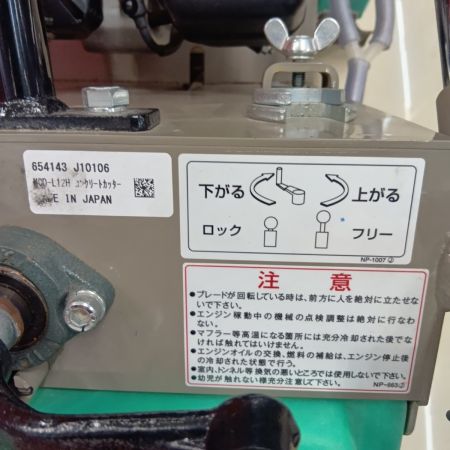 654143 J10106
MCD-L12H コンクリートカッター
MADE IN JAPAN
下がる 上がる
ロック フリー
NP-1007②
注意
●ブレードが回転している時は、前方に人を絶対に立たせな
いで下さい。
●エンジン稼動中の機械の点検調整は絶対に行なわ
ない。
●マフラー等高温になる箇所には充分冷却された後でな
ければ触れてはいけません。
●エンジンオイルの交換、燃料の補給は、エンジン停止後
の冷却された状態で行う。
●室内、トンネル等換気の悪いところでは使用しないで下さい。
●幼児が触れない様充分注意して下さい。
NP-663②